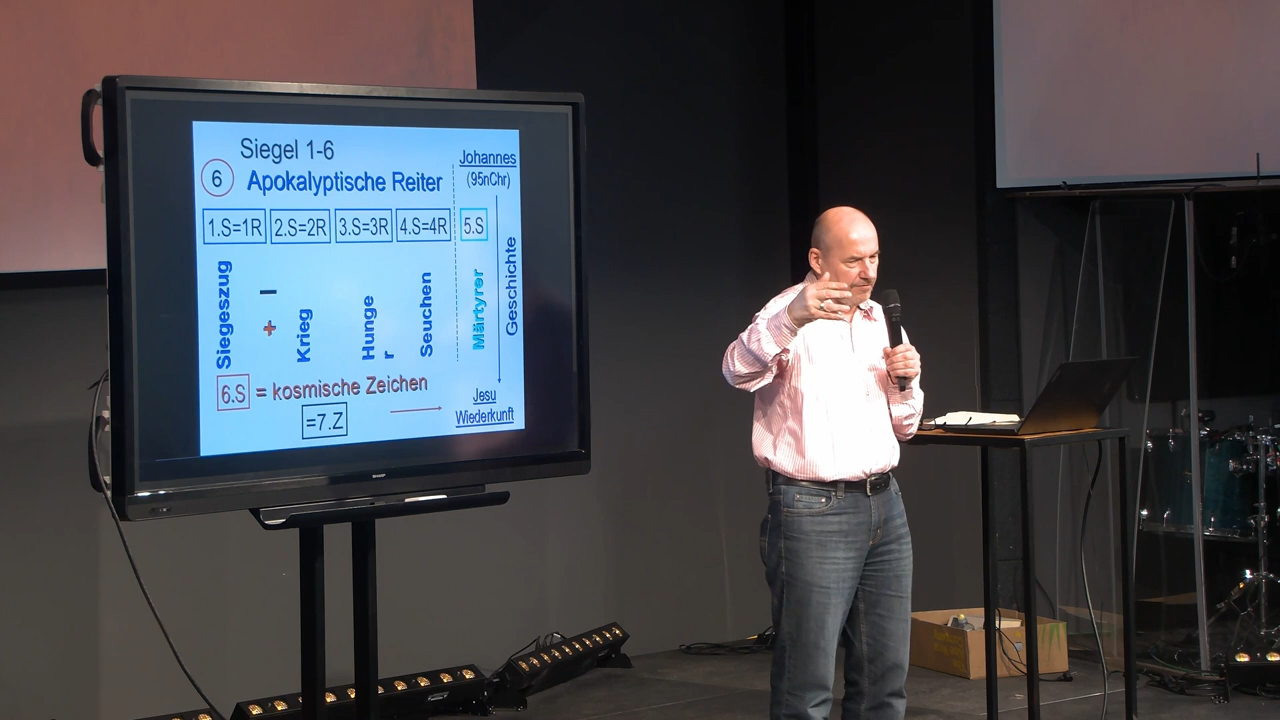 Siegel 1-6
6
Apokalyptische Reiter
Johannes
(95nChr)
1.S=1R
2.S=2R
3.S=3R
4.S=4R
5.S
Siegeszug
–
+
Krieg
Hunge
r
Seuchen
Märtyrer
Geschichte
6.S = kosmische Zeichen
=7.Z
Jesu
Wiederkunft
SHARP